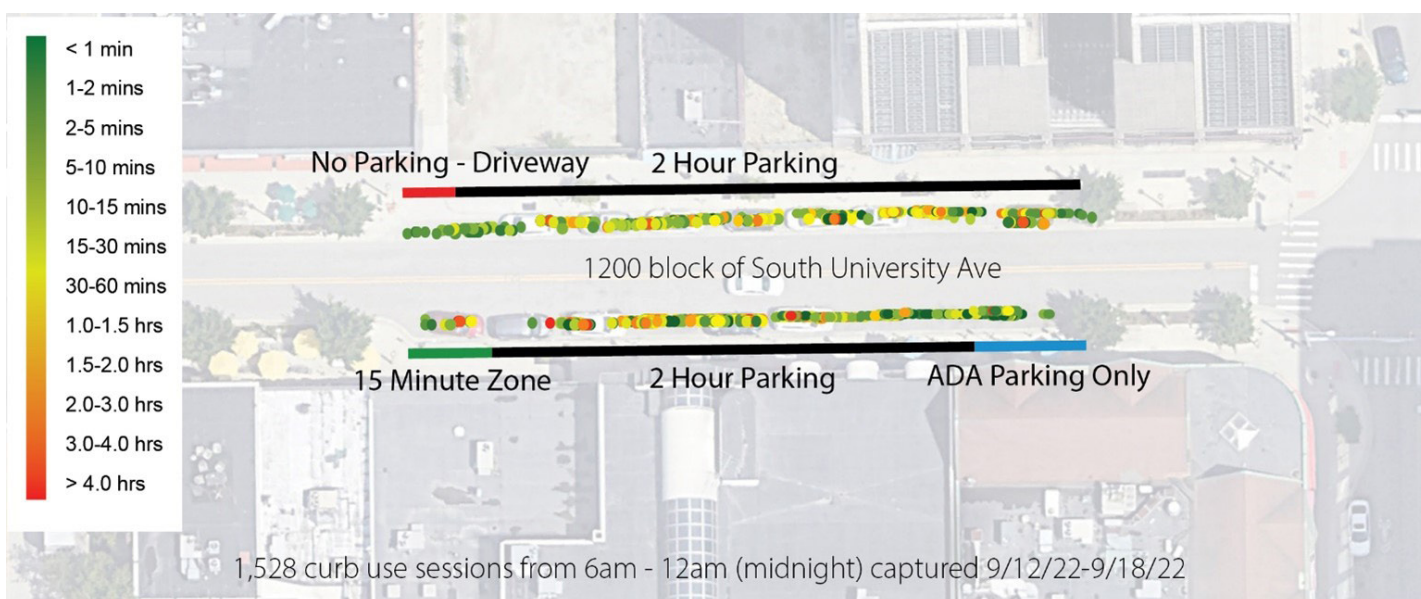 < 1 min
1-2 mins
2-5 mins
5-10 mins
10-15 mins
15-30 mins
30-60 mins
1.0-1.5 hrs
1.5-2.0 hrs
2.0-3.0 hrs
3.0-4.0 hrs
> 4.0 hrs
No Parking - Driveway
2 Hour Parking
1200 block of South University Ave
15 Minute Zone
2 Hour Parking
ADA Parking Only
1,528 curb use sessions from 6am - 12am (midnight) captured 9/12/22-9/18/22